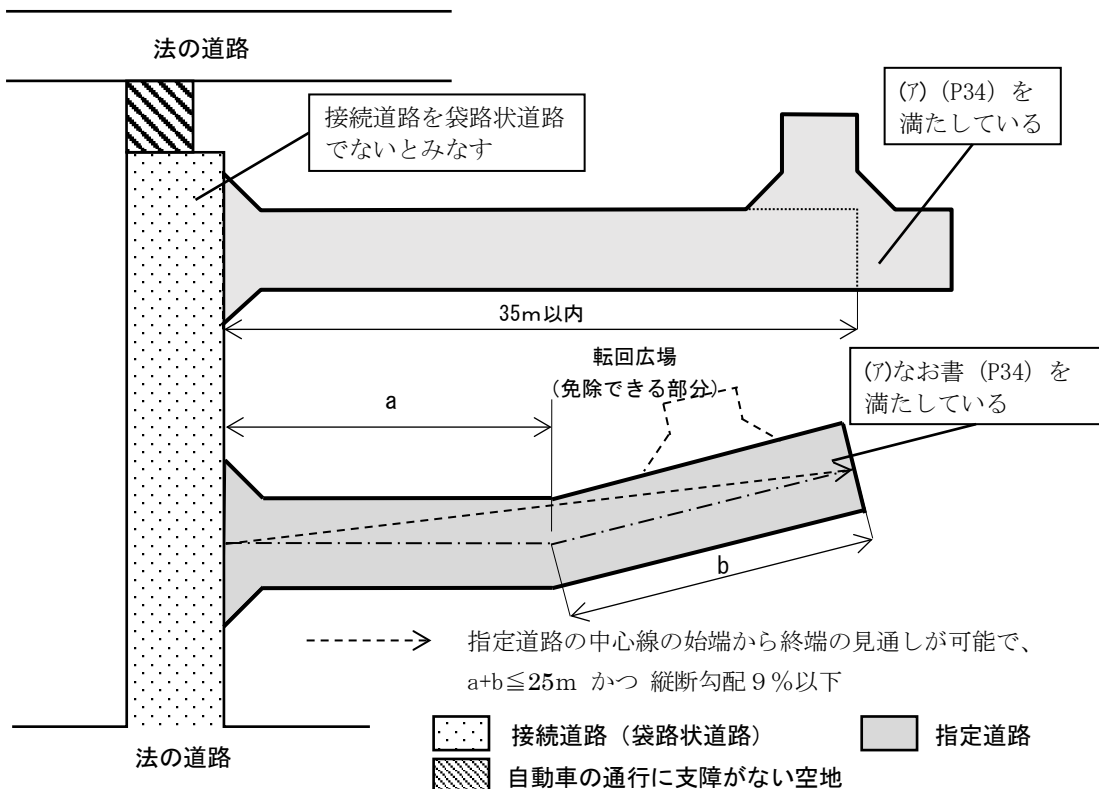 法の道路
接続道路を袋路状道路
でないとみなす
(ア) (P34) を
満たしている
35m以内
転回広場
(免除できる部分)
(ア)なお書 (P34) を
満たしている
a
b
指定道路の中心線の始端から終端の見通しが可能で、
a+b≦25m かつ 縦断勾配9%以下
法の道路
接続道路(袋路状道路)
指定道路
自動車の通行に支障がない空地